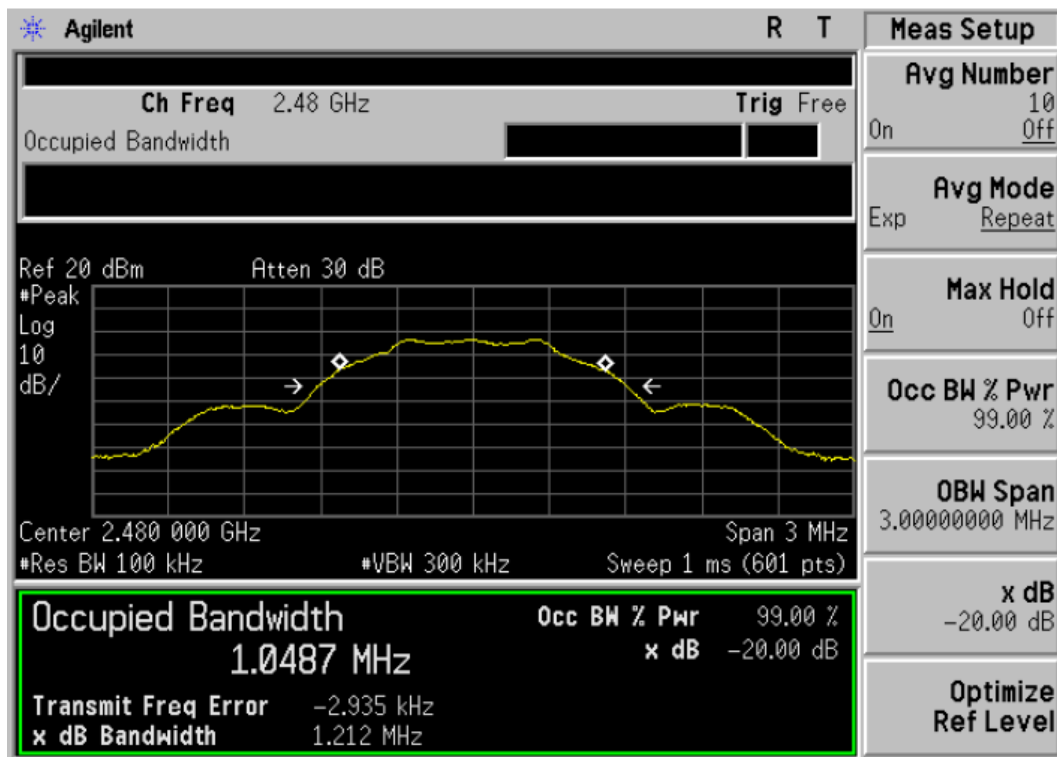 Agilent R T
Ch Freq 2.48 GHz Trig Free
Occupied Bandwidth
Ref 20 dBm Atten 30 dB
#Peak
Log
10
dB/
Center 2.480 000 GHz Span 3 MHz
#Res BW 100 kHz #VBW 300 kHz Sweep 1 ms (601 pts)
Occupied Bandwidth Occ BW % Pwr 99.00 %
1.0487 MHz x dB -20.00 dB
Transmit Freq Error -2.935 kHz
x dB Bandwidth 1.212 MHz
Meas Setup
Avg Number
10
On Off
Avg Mode
Exp Repeat
Max Hold
On Off
Occ BW % Pwr
99.00 %
OBW Span
3.00000000 MHz
x dB
-20.00 dB
Optimize
Ref Level